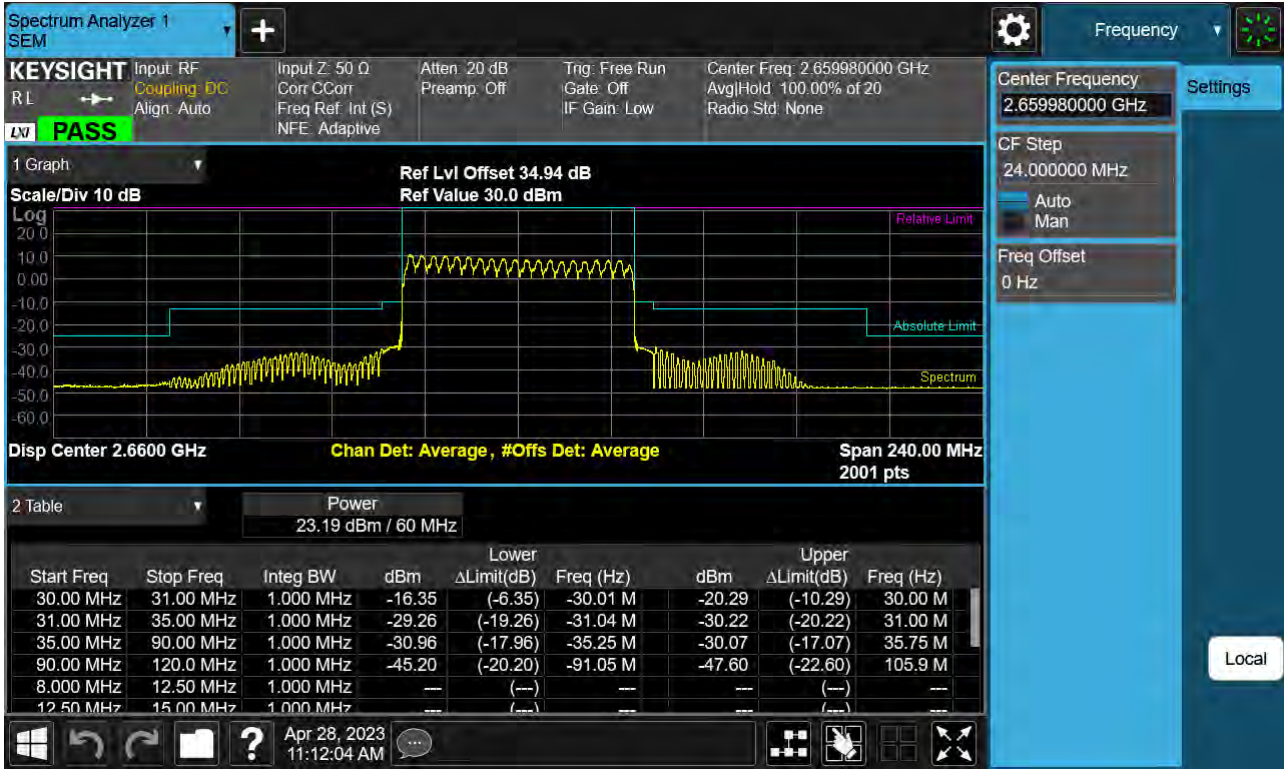 Spectrum Analyzer 1
SEM
Frequency
KEYSIGHT
R L
LXI
PASS
Input: RF
Coupling: DC
Align: Auto
Input Z: 50 Ω
Corr CCorr
Freq Ref: Int (S)
NFE: Adaptive
Atten: 20 dB
Preamp: Off
Trig: Free Run
Gate: Off
IF Gain: Low
Center Freq: 2.659980000 GHz
Avg|Hold: 100.00% of 20
Radio Std: None
Center Frequency
2.659980000 GHz
Settings
CF Step
24.000000 MHz
Auto
Man
Freq Offset
0 Hz
1 Graph
Ref Lvl Offset 34.94 dB
Scale/Div 10 dB
Ref Value 30.0 dBm
Log
Relative Limit
20.0
10.0
0.00
-10.0
-20.0
Absolute Limit
-30.0
-40.0
Spectrum
-50.0
-60.0
Disp Center 2.6600 GHz
Chan Det: Average, #Offs Det: Average
Span 240.00 MHz
2001 pts
2 Table
Power
23.19 dBm / 60 MHz
Lower Upper
Start Freq Stop Freq Integ BW dBm ΔLimit(dB) Freq (Hz) dBm ΔLimit(dB) Freq (Hz)
30.00 MHz 31.00 MHz 1.000 MHz -16.35 (-6.35) -30.01 M -20.29 (-10.29) 30.00 M
31.00 MHz 35.00 MHz 1.000 MHz -29.26 (-19.26) -31.04 M -30.22 (-20.22) 31.00 M
35.00 MHz 90.00 MHz 1.000 MHz -30.96 (-17.96) -35.25 M -30.07 (-17.07) 35.75 M
90.00 MHz 120.0 MHz 1.000 MHz -45.20 (-20.20) -91.05 M -47.60 (-22.60) 105.9 M
8.000 MHz 12.50 MHz 1.000 MHz --- (---) --- --- (---) ---
12.50 MHz 15.00 MHz 1.000 MHz --- (---) --- --- (---) ---
Local
?
Apr 28, 2023
11:12:04 AM